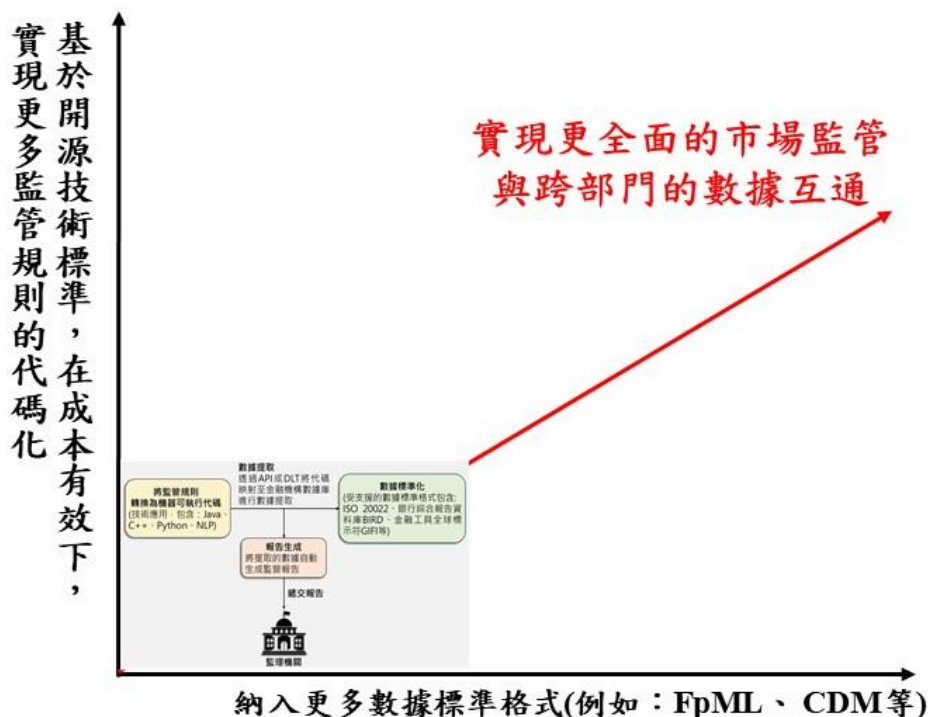 基於開源技術標準，在成本有效下，
實現更多監管規則的代碼化
實現更全面的市場監管
與跨部門的數據互通
將監管規則
轉換為機器可執行代碼
(技術應用，包含：Java、
C++、Python、NLP)
數據提取
透過API或DLT將代碼
映射至金融機構數據庫
進行數據提取
數據標準化
(受支援的數據標準格式包含:
ISO 20022、銀行綜合報告資
料庫BIRD、金融工具全球標
示符GIFI等)
報告生成
將提取的數據自動
生成監管報告
遞交報告
監理機關
納入更多數據標準格式(例如：FpML、CDM等)